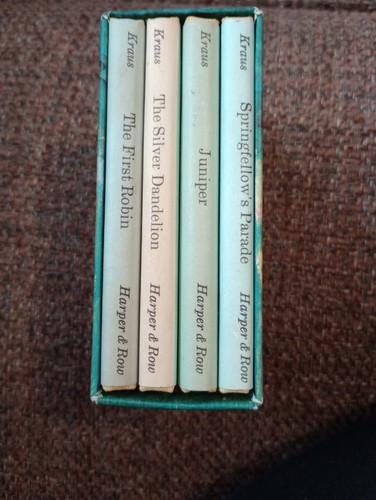 Kraus
The First Robin
Harper & Row
Kraus
The Silver Dandelion
Harper & Row
Kraus
Juniper
Harper & Row
Kraus
Springfellow's Parade
Harper & Row